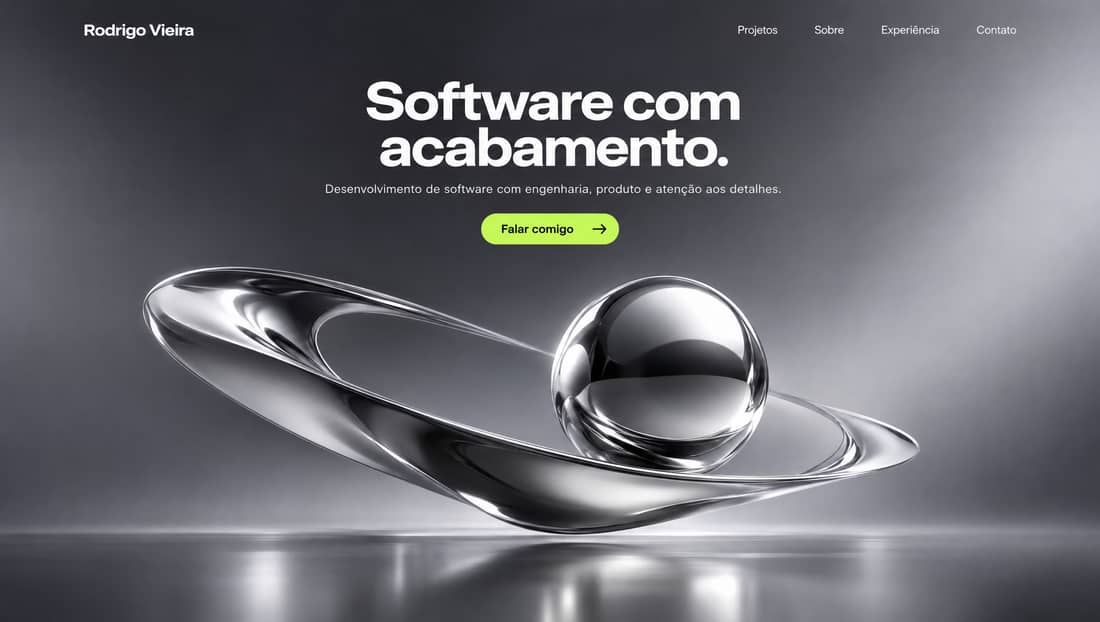 Rodrigo Vieira
Projetos
Sobre
Experiência
Contato
Software com
acabamento.
Desenvolvimento de software com engenharia, produto e atenção aos detalhes.
Falar comigo